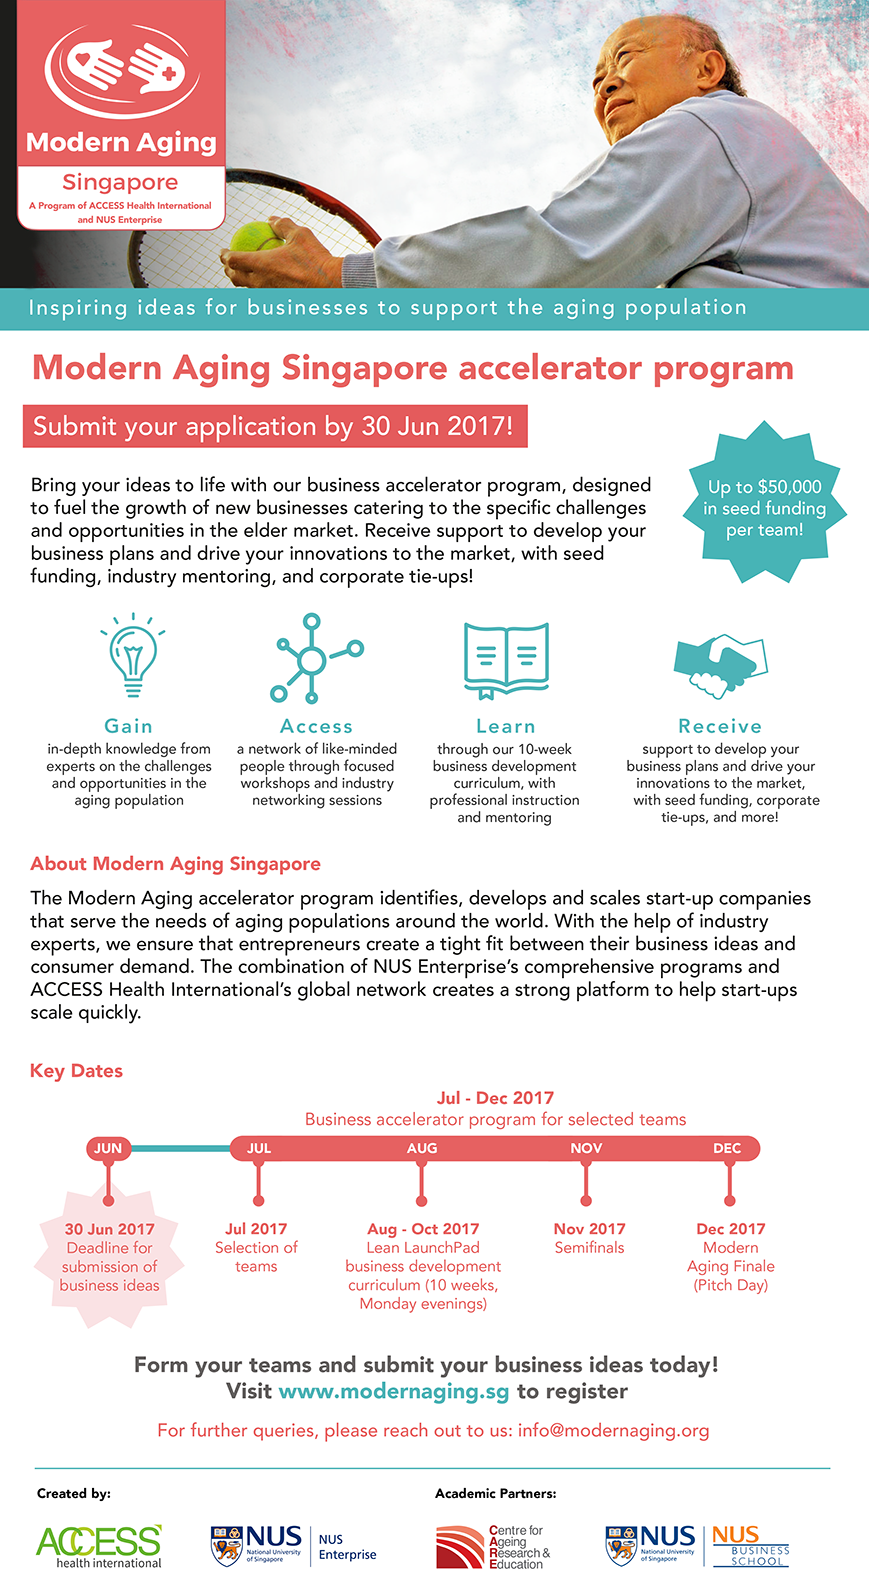 Modern Aging
Singapore
A Program of ACCESS Health International
and NUS Enterprise
Inspiring ideas for businesses to support the aging population
Modern Aging Singapore accelerator program
Submit your application by 30 Jun 2017!
Bring your ideas to life with our business accelerator program, designed
to fuel the growth of new businesses catering to the specific challenges
and opportunities in the elder market. Receive support to develop your
business plans and drive your innovations to the market, with seed
funding, industry mentoring, and corporate tie-ups!
Up to $50,000
in seed funding
per team!
Gain
in-depth knowledge from
experts on the challenges
and opportunities in the
aging population
Access
a network of like-minded
people through focused
workshops and industry
networking sessions
Learn
through our 10-week
business development
curriculum, with
professional instruction
and mentoring
Receive
support to develop your
business plans and drive your
innovations to the market,
with seed funding, corporate
tie-ups, and more!
About Modern Aging Singapore
The Modern Aging accelerator program identifies, develops and scales start-up companies
that serve the needs of aging populations around the world. With the help of industry
experts, we ensure that entrepreneurs create a tight fit between their business ideas and
consumer demand. The combination of NUS Enterprise's comprehensive programs and
ACCESS Health International's global network creates a strong platform to help start-ups
scale quickly.
Key Dates
Jul - Dec 2017
Business accelerator program for selected teams
JUN
JUL
AUG
NOV
DEC
30 Jun 2017
Deadline for
submission of
business ideas
Jul 2017
Selection of
teams
Aug - Oct 2017
Lean LaunchPad
business development
curriculum (10 weeks,
Monday evenings)
Nov 2017
Semifinals
Dec 2017
Modern
Aging Finale
(Pitch Day)
Form your teams and submit your business ideas today!
Visit www.modernaging.sg to register
For further queries, please reach out to us: info@modernaging.org
Created by:
ACCESS
health international
NUS
National University
of Singapore
NUS
Enterprise
Academic Partners:
Centre for
Ageing
Research &
Education
NUS
National University
of Singapore
NUS
BUSINESS
SCHOOL